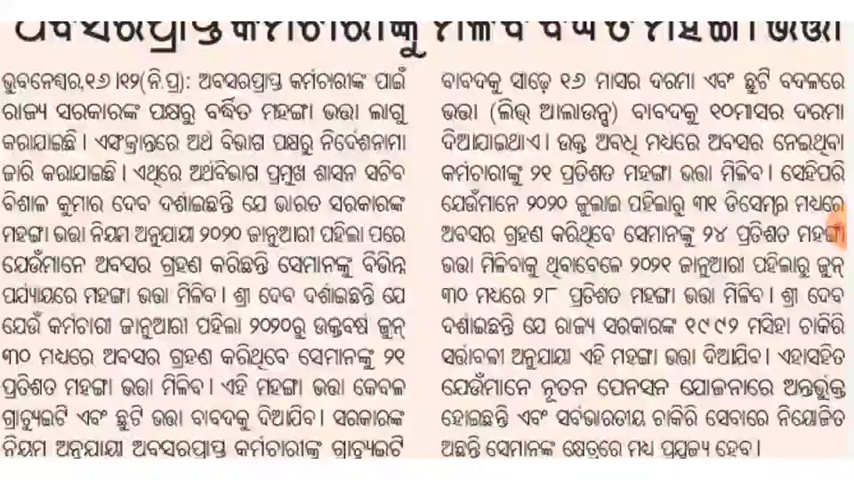 ଅବସରପ୍ରାପ୍ତ କର୍ମଚାରୀଙ୍କୁ ମିଳିବ ବର୍ଦ୍ଧିତ ମହଙ୍ଗା ଭତ୍ତା
ଭୁବନେଶ୍ୱର,୧୬।୧୨(ନି.ପ୍ର): ଅବସରପ୍ରାପ୍ତ କର୍ମଚାରୀଙ୍କ ପାଇଁ
ରାଜ୍ୟ ସରକାରଙ୍କ ପକ୍ଷରୁ ବର୍ଦ୍ଧିତ ମହଙ୍ଗା ଭତ୍ତା ଲାଗୁ
କରାଯାଇଛି । ଏସଂକ୍ରାନ୍ତରେ ଅର୍ଥ ବିଭାଗ ପକ୍ଷରୁ ନିର୍ଦେଶନାମା
ଜାରି କରାଯାଇଛି । ଏଥିରେ ଅର୍ଥବିଭାଗ ପ୍ରମୁଖ ଶାସନ ସଚିବ
ବିଶାଳ କୁମାର ଦେବ ଦର୍ଶାଇଛନ୍ତି ଯେ ଭାରତ ସରକାରଙ୍କ
ମହଙ୍ଗା ଭତ୍ତା ନିୟମ ଅନୁଯାୟୀ ୨୦୨୦ ଜାନୁଆରୀ ପହିଲା ପରେ
ଯେଉଁମାନେ ଅବସର ଗ୍ରହଣ କରିଛନ୍ତି ସେମାନଙ୍କୁ ବିଭିନ୍ନ
ପର୍ଯ୍ୟାୟରେ ମହଙ୍ଗା ଭତ୍ତା ମିଳିବ । ଶ୍ରୀ ଦେବ ଦର୍ଶାଇଛନ୍ତି ଯେ
ଯେଉଁ କର୍ମଚାରୀ ଜାନୁଆରୀ ପହିଲା ୨୦୨୦ରୁ ଉକ୍ତବର୍ଷ ଜୁନ୍
୩୦ ମଧ୍ୟରେ ଅବସର ଗ୍ରହଣ କରିଥିବେ ସେମାନଙ୍କୁ ୨୧
ପ୍ରତିଶତ ମହଙ୍ଗା ଭତ୍ତା ମିଳିବ । ଏହି ମହଙ୍ଗା ଭତ୍ତା କେବଳ
ଗ୍ରାଚ୍ୟୁଇଟି ଏବଂ ଛୁଟି ଭତ୍ତା ବାବଦକୁ ଦିଆଯିବ । ସରକାରଙ୍କ
ନିୟମ ଅନୁଯାୟୀ ଅବସରପ୍ରାପ୍ତ କର୍ମଚାରୀଙ୍କୁ ଗ୍ରାଚ୍ୟୁଇଟି
ବାବଦକୁ ସାଢ଼େ ୧୬ ମାସର ଦରମା ଏବଂ ଛୁଟି ବଦଳରେ
ଭତ୍ତା (ଲିଭ୍ ଆଲାଉନ୍ସ) ବାବଦକୁ ୧୦ମାସର ଦରମା
ଦିଆଯାଇଥାଏ । ଉକ୍ତ ଅବଧି ମଧ୍ୟରେ ଅବସର ନେଇଥିବା
କର୍ମଚାରୀଙ୍କୁ ୨୧ ପ୍ରତିଶତ ମହଙ୍ଗା ଭତ୍ତା ମିଳିବ । ସେହିପରି
ଯେଉଁମାନେ ୨୦୨୦ ଜୁଲାଇ ପହିଲାରୁ ୩୧ ଡିସେମ୍ବର ମଧ୍ୟରେ
ଅବସର ଗ୍ରହଣ କରିଥିବେ ସେମାନଙ୍କୁ ୨୪ ପ୍ରତିଶତ ମହଙ୍ଗା
ଭତ୍ତା ମିଳିବାକୁ ଥିବାବେଳେ ୨୦୨୧ ଜାନୁଆରୀ ପହିଲାରୁ ଜୁନ୍
୩୦ ମଧ୍ୟରେ ୨୮ ପ୍ରତିଶତ ମହଙ୍ଗା ଭତ୍ତା ମିଳିବ । ଶ୍ରୀ ଦେବ
ଦର୍ଶାଇଛନ୍ତି ଯେ ରାଜ୍ୟ ସରକାରଙ୍କ ୧୯୯୨ ମସିହା ଚାକିରି
ସର୍ତ୍ତାବଳୀ ଅନୁଯାୟୀ ଏହି ମହଙ୍ଗା ଭତ୍ତା ଦିଆଯିବ । ଏହାସହିତ
ଯେଉଁମାନେ ନୂତନ ପେନସନ ଯୋଜନାରେ ଅନ୍ତର୍ଭୁକ୍ତ
ହୋଇଛନ୍ତି ଏବଂ ସର୍ବଭାରତୀୟ ଚାକିରି ସେବାରେ ନିୟୋଜିତ
ଅଛନ୍ତି ସେମାନଙ୍କ କ୍ଷେତ୍ରରେ ମଧ୍ୟ ପ୍ରଯୁଜ୍ୟ ହେବ ।